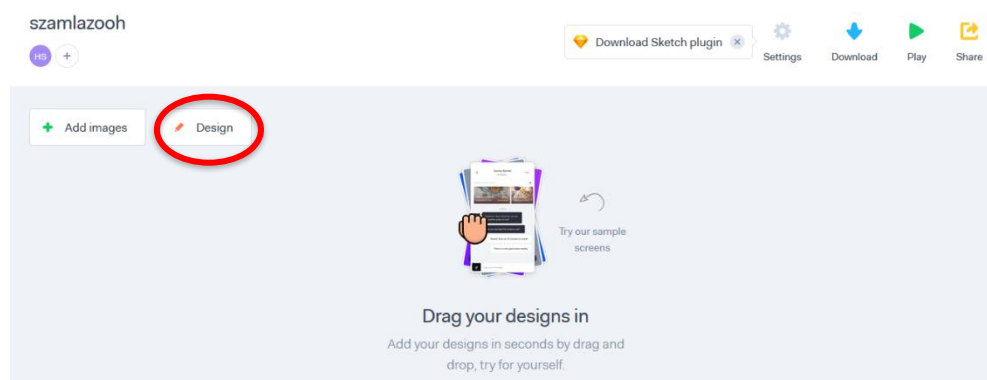 szamlazooh
HS +
Download Sketch plugin
Settings
Download
Play
Share
Add images
Design
Try our sample
screens
Drag your designs in
Add your designs in seconds by drag and
drop, try for yourself.